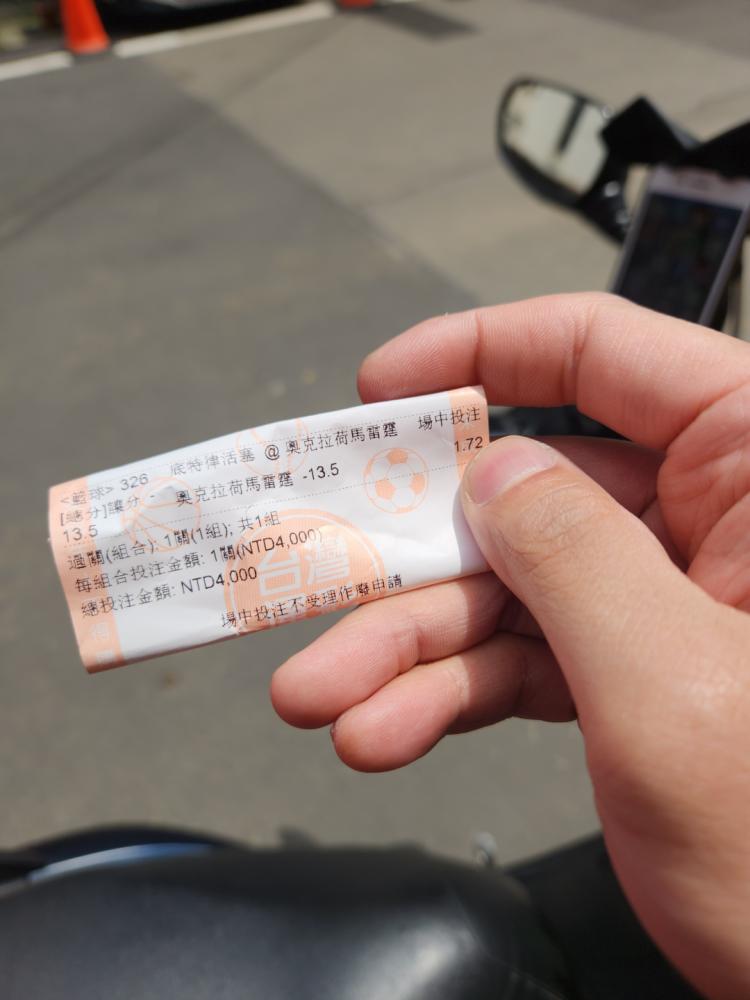 <籃球> 326 底特律活塞 @ 奧克拉荷馬雷霆 場中投注
[總分]讓分 - 奧克拉荷馬雷霆 -13.5 1.72
13.5
過關(組合): 1關(1組); 共1組
每組合投注金額: 1關(NTD4,000)
總投注金額: NTD4,000
場中投注不受理作廢申請
台灣